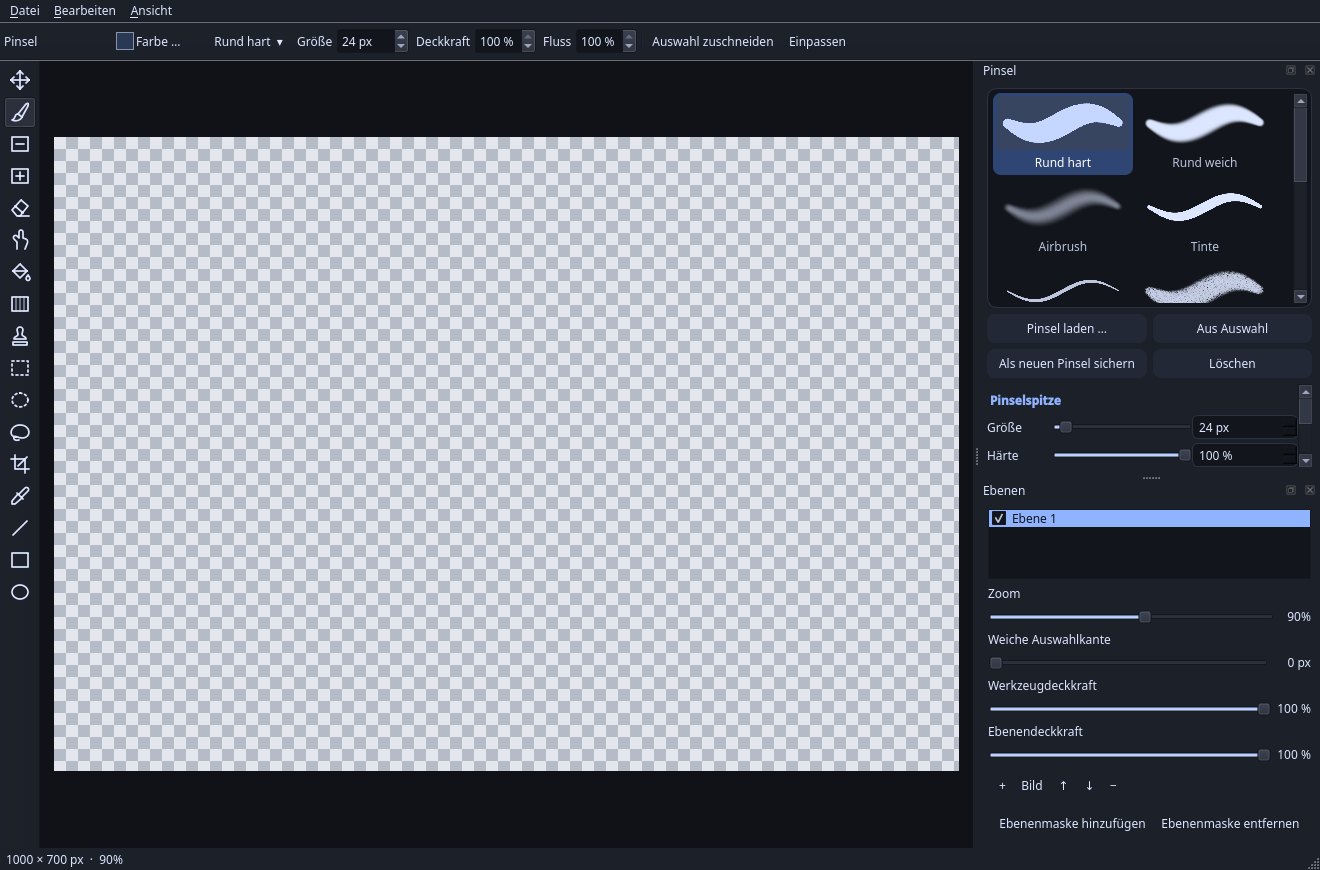 Datei Bearbeiten Ansicht
Pinsel Farbe ... Rund hart ▾ Größe 24 px Deckkraft 100 % Fluss 100 % Auswahl zuschneiden Einpassen
Pinsel
Rund hart Rund weich
Airbrush Tinte
Pinsel laden ... Aus Auswahl
Als neuen Pinsel sichern Löschen
Pinselspitze
Größe 24 px
Härte 100 %
Ebenen
Ebene 1
Zoom
90%
Weiche Auswahlkante
0 px
Werkzeugdeckkraft
100 %
Ebenendeckkraft
100 %
+ Bild ↑ ↓ −
Ebenenmaske hinzufügen Ebenenmaske entfernen
1000 × 700 px · 90%